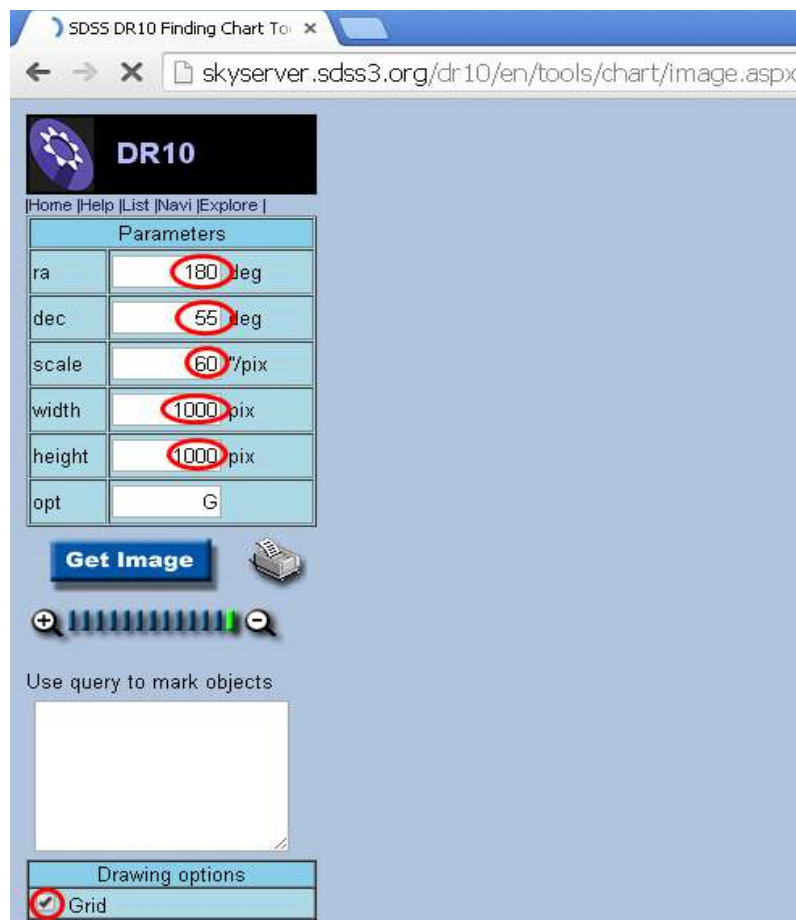 SDSS DR10 Finding Chart To
skyserver.sdss3.org/dr10/en/tools/chart/image.aspx
DR10
|Home |Help |List |Navi |Explore |
Parameters
ra 180 deg
dec 55 deg
scale 60 "/pix
width 1000 pix
height 1000 pix
opt G
Get Image
Use query to mark objects
Drawing options
Grid